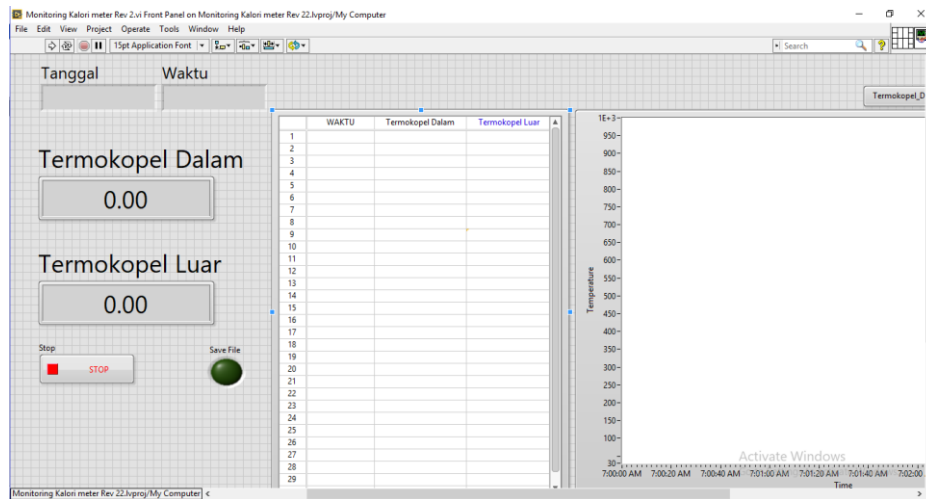 Monitoring Kalori meter Rev 2.vi Front Panel on Monitoring Kalori meter Rev 22.lvproj/My Computer
File Edit View Project Operate Tools Window Help
15pt Application Font
Search
Tanggal Waktu
Termokopel_D
WAKTU Termokopel Dalam Termokopel Luar
1
2
3
4
5
6
7
8
9
10
11
12
13
14
15
16
17
18
19
20
21
22
23
24
25
26
27
28
29
Termokopel Dalam
0.00
Termokopel Luar
0.00
Stop
STOP
Save File
1E+3
950
900
850
800
750
700
650
600
550
500
450
400
350
300
250
200
150
100
30
Temperature
7:00:00 AM 7:00:20 AM 7:00:40 AM 7:01:00 AM 7:01:20 AM 7:01:40 AM 7:02:00
Time
Activate Windows
Monitoring Kalori meter Rev 22.lvproj/My Computer